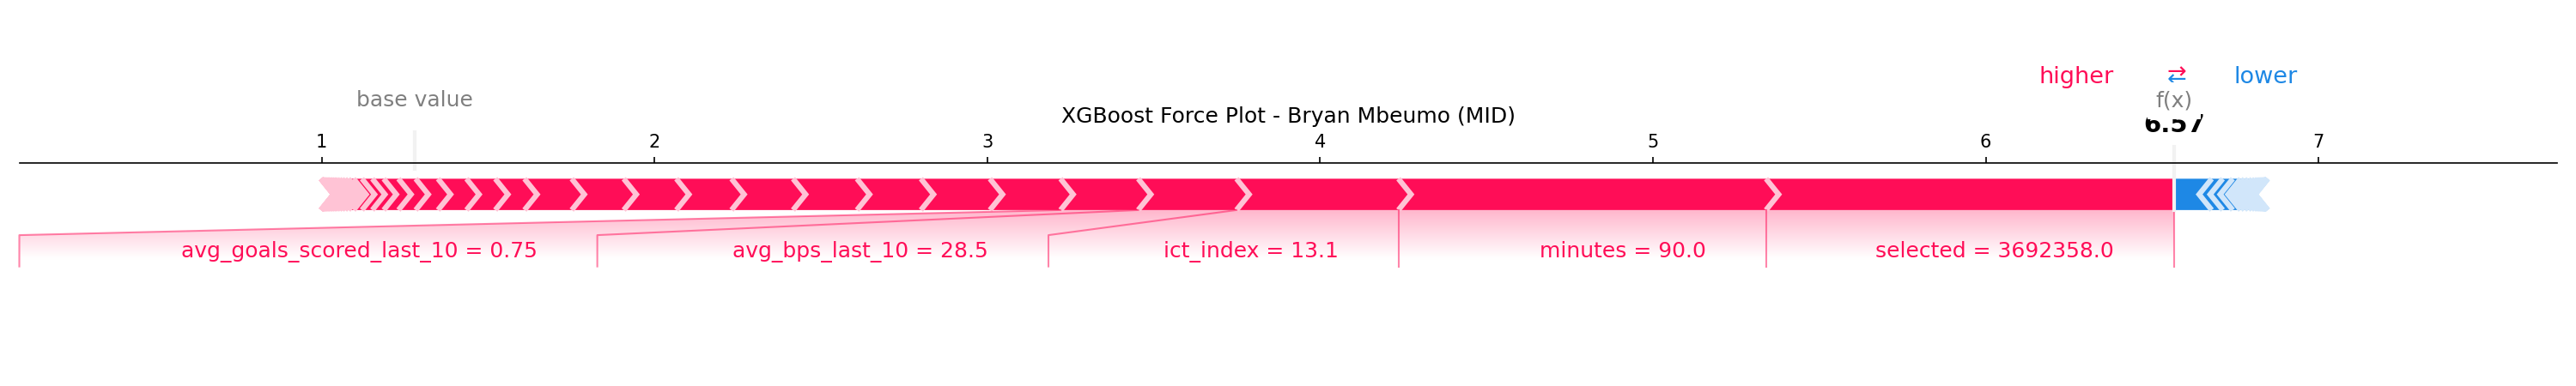 higher ⇄ lower
base value
f(x)
XGBoost Force Plot - Bryan Mbeumo (MID)
6.57
1 2 3 4 5 6 7
avg_goals_scored_last_10 = 0.75 avg_bps_last_10 = 28.5 ict_index = 13.1 minutes = 90.0 selected = 3692358.0